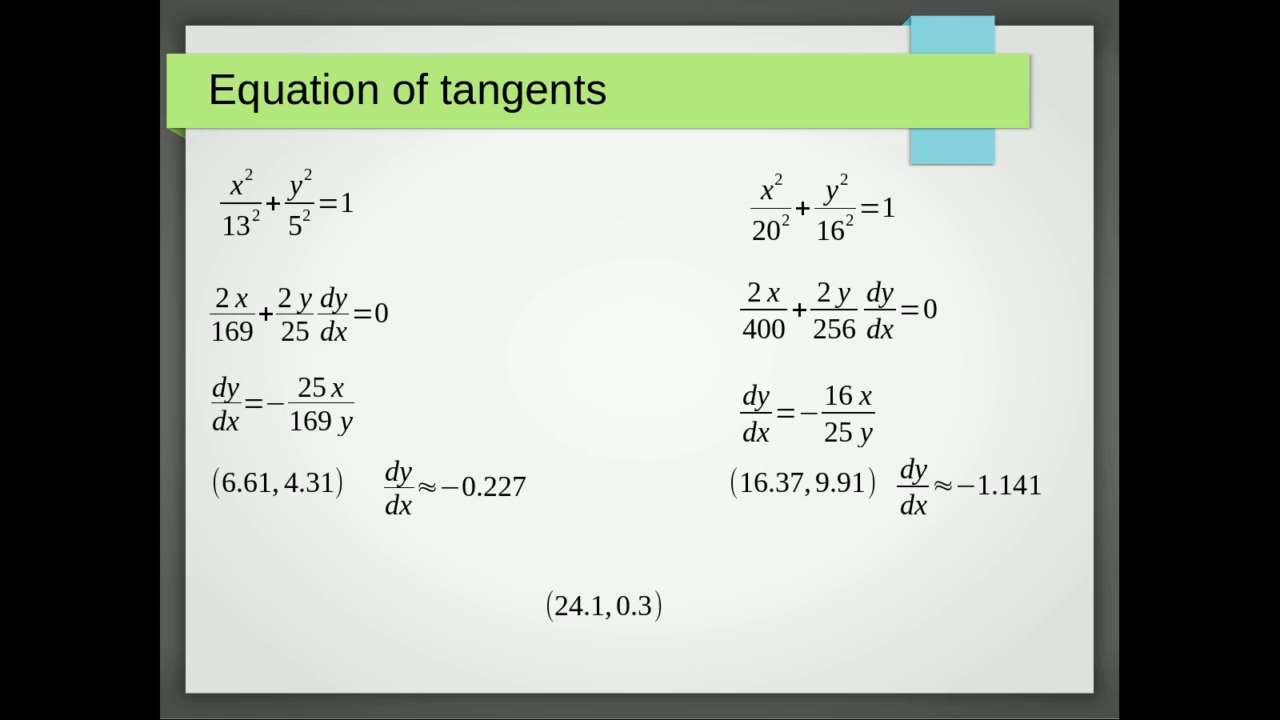 Equation of tangents
x²/13² + y²/5² = 1
x²/20² + y²/16² = 1
2x/169 + 2y/25 dy/dx = 0
2x/400 + 2y/256 dy/dx = 0
dy/dx = − 25x/169y
dy/dx = − 16x/25y
(6.61, 4.31) dy/dx ≈ −0.227
(16.37, 9.91) dy/dx ≈ −1.141
(24.1, 0.3)